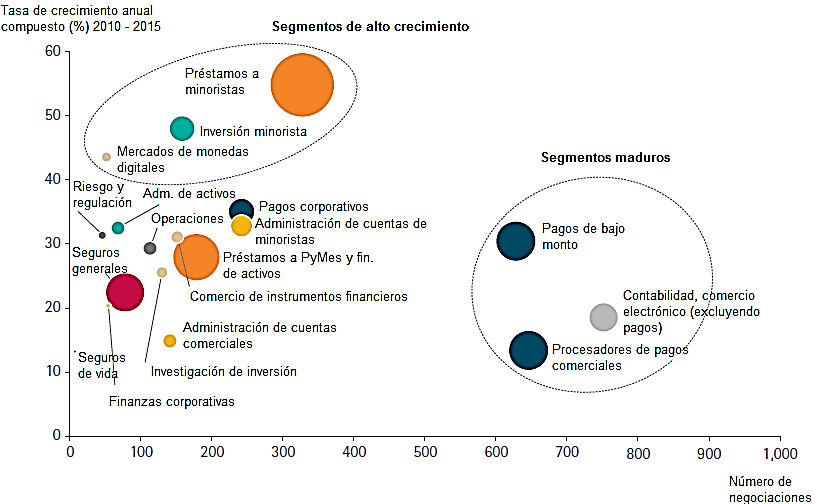 Tasa de crecimiento anual
compuesto (%) 2010 - 2015
Segmentos de alto crecimiento
60
Préstamos a
minoristas
50
Inversión minorista
Mercados de monedas
digitales
Segmentos maduros
40
Riesgo y
regulación
Adm. de activos
Pagos corporativos
Operaciones
Administración de cuentas de
minoristas
Pagos de bajo
monto
30
Seguros
generales
Préstamos a PyMes y fin.
de activos
Comercio de instrumentos financieros
Contabilidad, comercio
electrónico (excluyendo
pagos)
20
Administración de cuentas
comerciales
Procesadores de pagos
comerciales
Seguros
de vida
Investigación de inversión
10
Finanzas corporativas
0
0 100 200 300 400 500 600 700 800 900 1,000
Número de
negociaciones